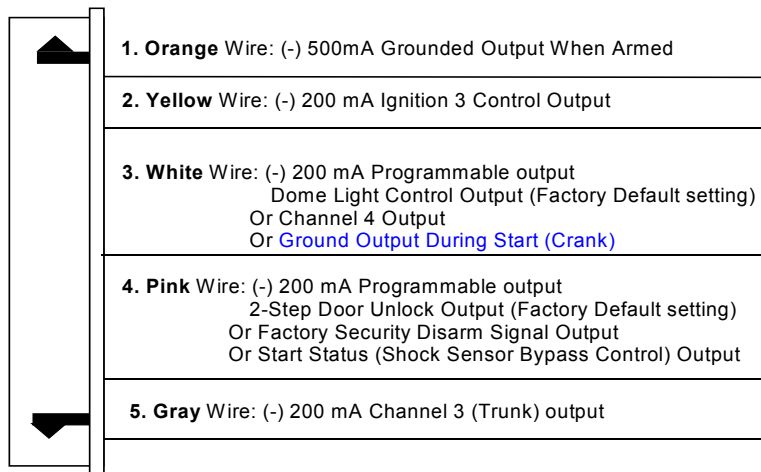 1. Orange Wire: (-) 500mA Grounded Output When Armed
2. Yellow Wire: (-) 200 mA Ignition 3 Control Output
3. White Wire: (-) 200 mA Programmable output
Dome Light Control Output (Factory Default setting)
Or Channel 4 Output
Or Ground Output During Start (Crank)
4. Pink Wire: (-) 200 mA Programmable output
2-Step Door Unlock Output (Factory Default setting)
Or Factory Security Disarm Signal Output
Or Start Status (Shock Sensor Bypass Control) Output
5. Gray Wire: (-) 200 mA Channel 3 (Trunk) output